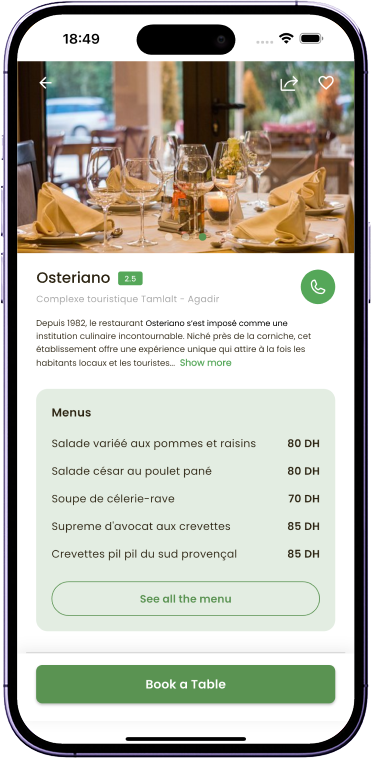 18:49
Osteriano 2.5
Complexe touristique Tamlalt - Agadir
Depuis 1982, le restaurant Osteriano s'est imposé comme une
institution culinaire incontournable. Niché près de la corniche, cet
établissement offre une expérience unique qui attire à la fois les
habitants locaux et les touristes... Show more
Menus
Salade variéé aux pommes et raisins 80 DH
Salade césar au poulet pané 80 DH
Soupe de célerie-rave 70 DH
Supreme d'avocat aux crevettes 85 DH
Crevettes pil pil du sud provençal 85 DH
See all the menu
Book a Table